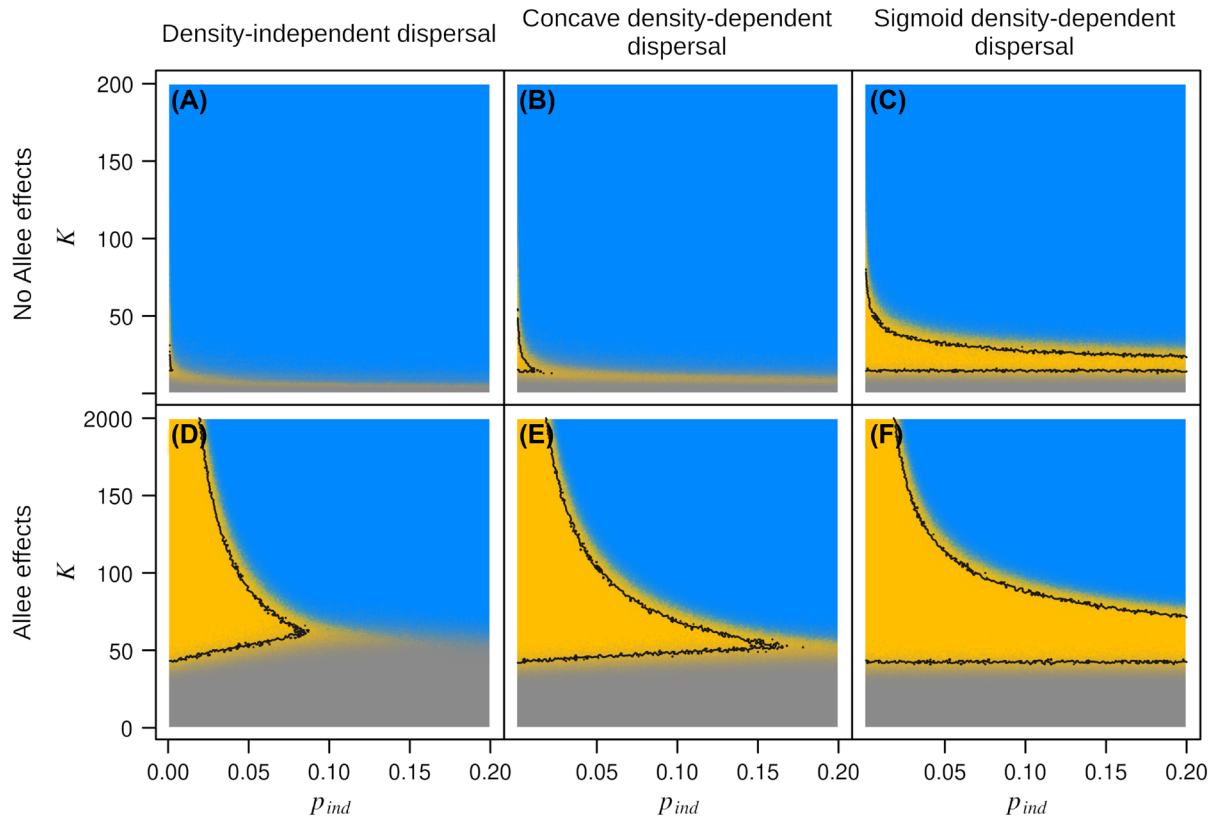 Density-independent dispersal
Concave density-dependent
dispersal
Sigmoid density-dependent
dispersal
No Allee effects
K
200
150
100
50
(A)
(B)
(C)
Allee effects
K
2000
150
100
50
0
(D)
(E)
(F)
0.00 0.05 0.10 0.15 0.20
0.05 0.10 0.15 0.20
0.05 0.10 0.15 0.20
p ind
p ind
p ind